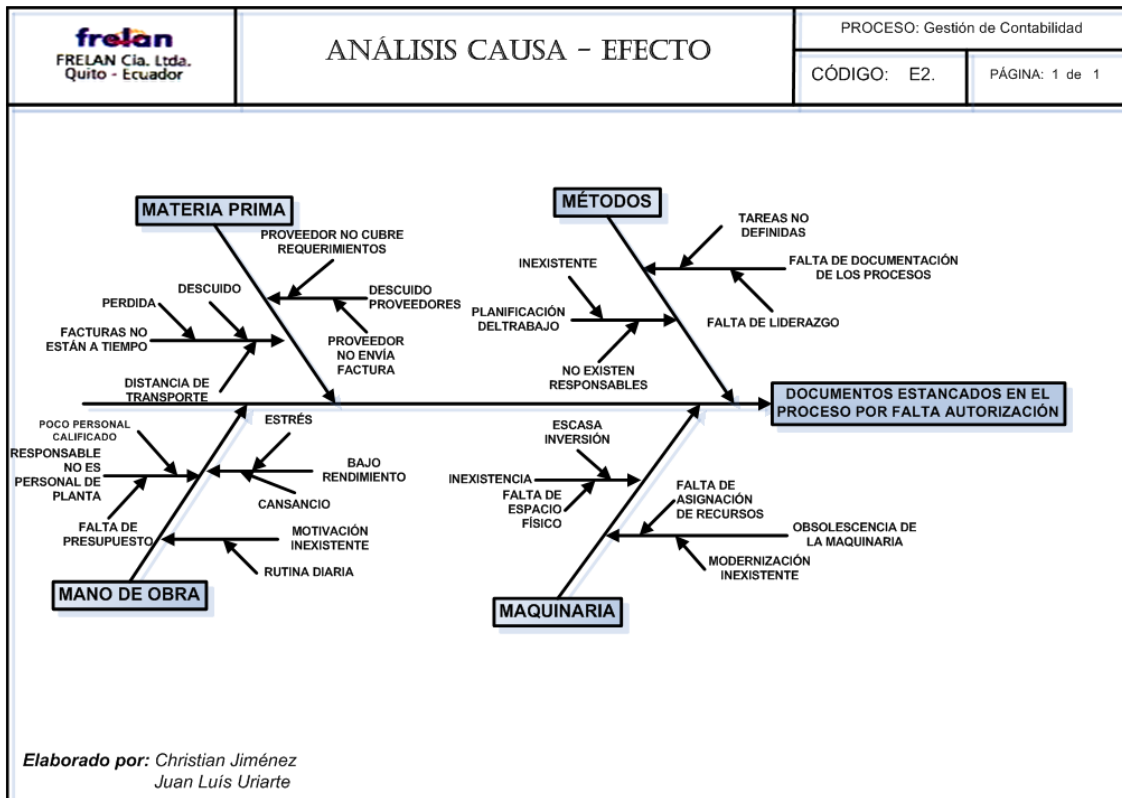 frelan
FRELAN Cia. Ltda.
Quito - Ecuador
ANÁLISIS CAUSA - EFECTO
PROCESO: Gestión de Contabilidad
CÓDIGO: E2.
PÁGINA: 1 de 1
MATERIA PRIMA
PROVEEDOR NO CUBRE
REQUERIMIENTOS
DESCUIDO
PROVEEDORES
PROVEEDOR
NO ENVÍA
FACTURA
DESCUIDO
PERDIDA
FACTURAS NO
ESTÁN A TIEMPO
DISTANCIA DE
TRANSPORTE
MÉTODOS
TAREAS NO
DEFINIDAS
FALTA DE DOCUMENTACIÓN
DE LOS PROCESOS
FALTA DE LIDERAZGO
INEXISTENTE
PLANIFICACIÓN
DELTRABAJO
NO EXISTEN
RESPONSABLES
DOCUMENTOS ESTANCADOS EN EL
PROCESO POR FALTA AUTORIZACIÓN
POCO PERSONAL
CALIFICADO
RESPONSABLE
NO ES
PERSONAL DE
PLANTA
FALTA DE
PRESUPUESTO
ESTRÉS
BAJO
RENDIMIENTO
CANSANCIO
MOTIVACIÓN
INEXISTENTE
RUTINA DIARIA
MANO DE OBRA
ESCASA
INVERSIÓN
INEXISTENCIA
FALTA DE
ESPACIO
FÍSICO
FALTA DE
ASIGNACIÓN
DE RECURSOS
OBSOLESCENCIA DE
LA MAQUINARIA
MODERNIZACIÓN
INEXISTENTE
MAQUINARIA
Elaborado por: Christian Jiménez
Juan Luís Uriarte